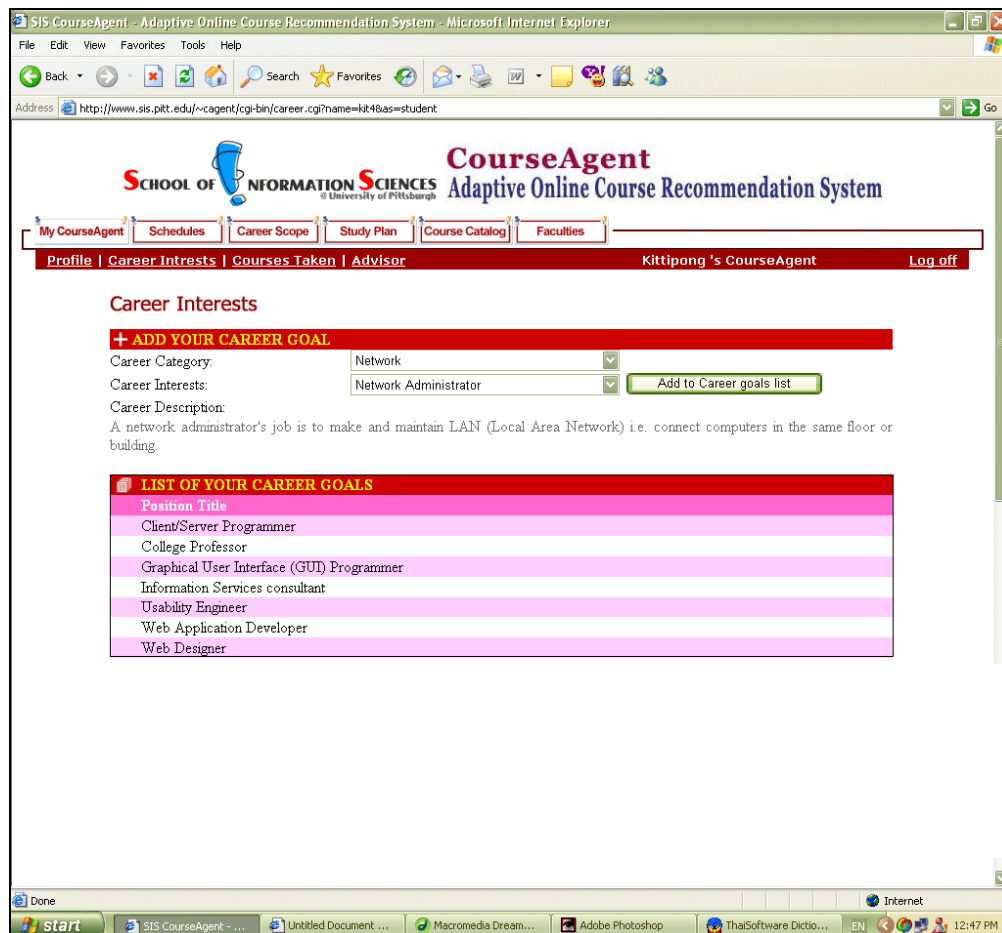 SIS CourseAgent - Adaptive Online Course Recommendation System - Microsoft Internet Explorer
File Edit View Favorites Tools Help
Back Search Favorites
Address http://www.sis.pitt.edu/~cagent/cgi-bin/career.cgi?name=kit4&as=student Go
CourseAgent
SCHOOL OF INFORMATION SCIENCES Adaptive Online Course Recommendation System
@ University of Pittsburgh
My CourseAgent Schedules Career Scope Study Plan Course Catalog Faculties
Profile | Career Intrests | Courses Taken | Advisor Kittipong 's CourseAgent Log off
Career Interests
ADD YOUR CAREER GOAL
Career Category: Network
Career Interests: Network Administrator Add to Career goals list
Career Description:
A network administrator's job is to make and maintain LAN (Local Area Network) i.e. connect computers in the same floor or
building.
LIST OF YOUR CAREER GOALS
Position Title
Client/Server Programmer
College Professor
Graphical User Interface (GUI) Programmer
Information Services consultant
Usability Engineer
Web Application Developer
Web Designer
Done Internet
start SIS CourseAgent - ... Untitled Document ... Macromedia Dream... Adobe Photoshop ThaiSoftware Dictio... EN 12:47 PM